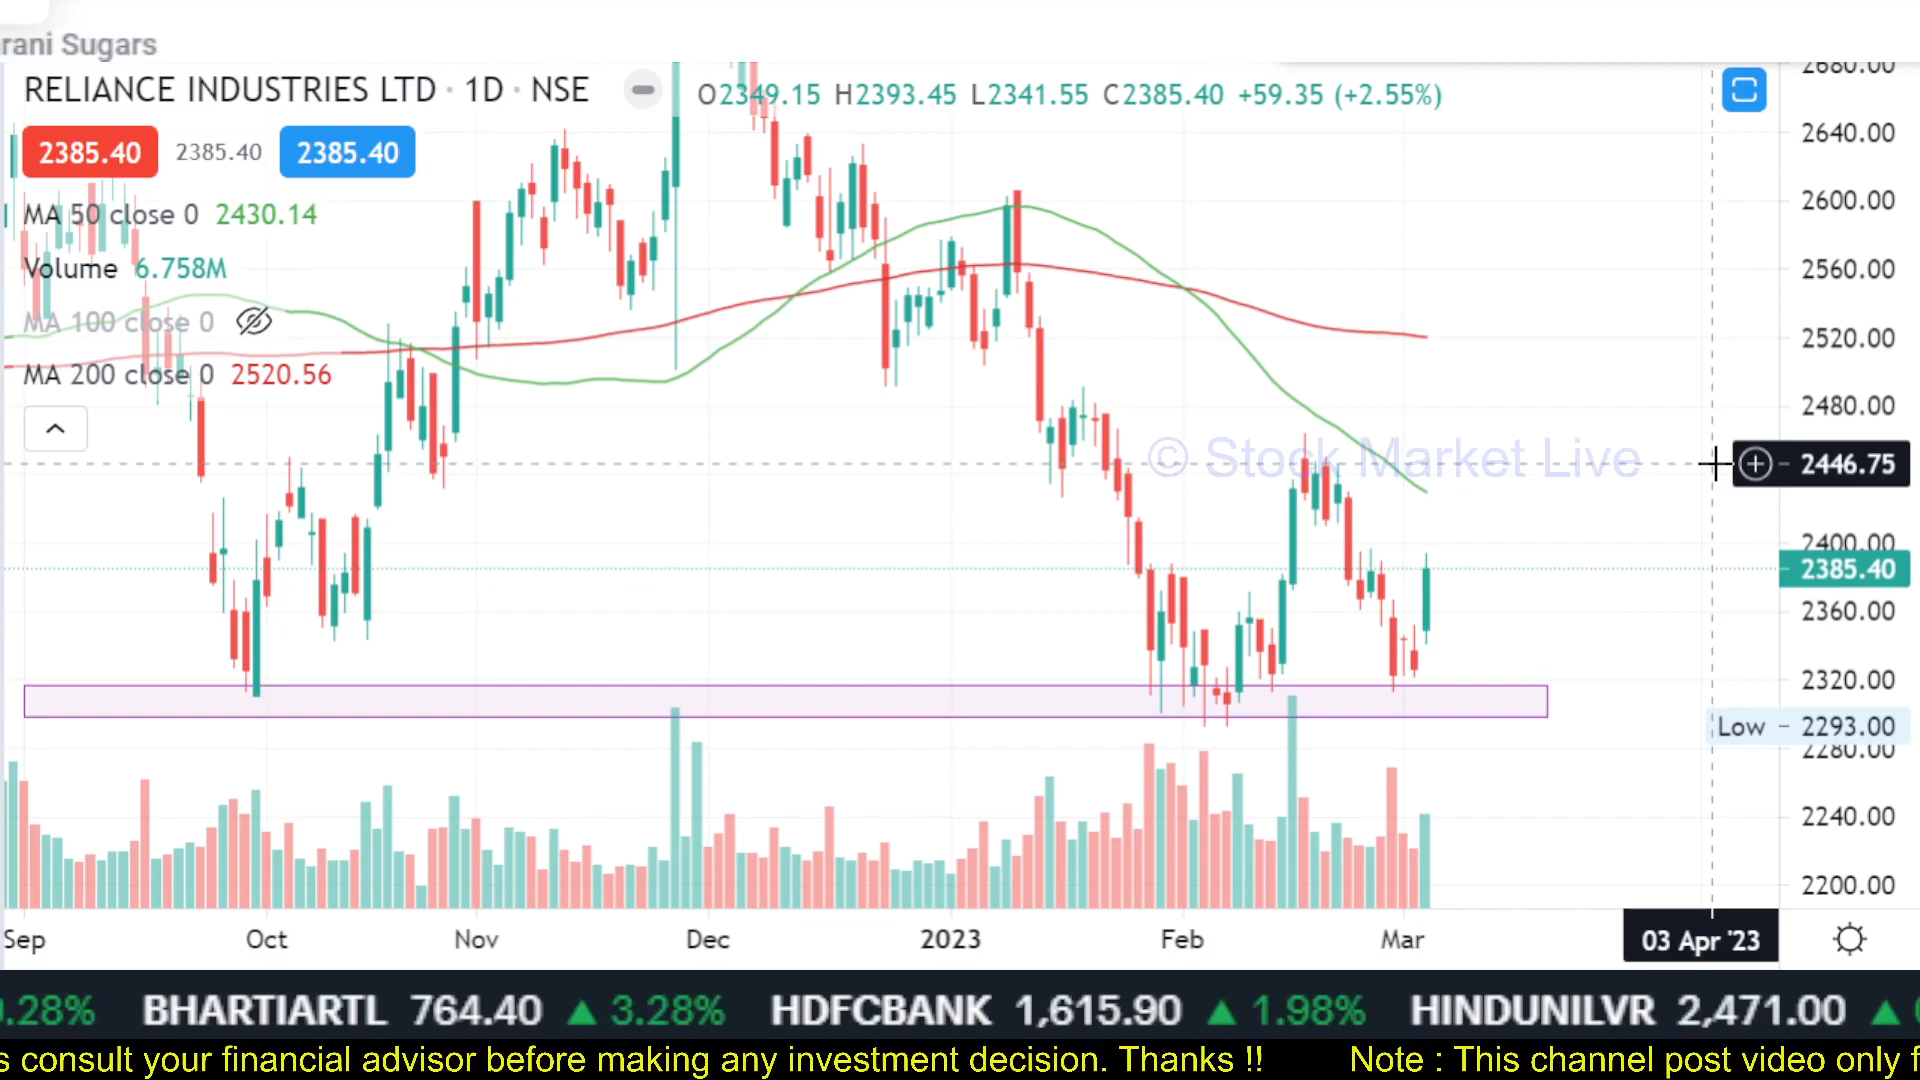 rani Sugars
RELIANCE INDUSTRIES LTD · 1D · NSE
O2349.15 H2393.45 L2341.55 C2385.40 +59.35 (+2.55%)
2385.40 2385.40 2385.40
MA 50 close 0 2430.14
Volume 6.758M
MA 100 close 0
MA 200 close 0 2520.56
© Stock Market Live
2680.00
2640.00
2600.00
2560.00
2520.00
2480.00
2446.75
2400.00
2385.40
2360.00
2320.00
Low 2293.00
2280.00
2240.00
2200.00
Sep Oct Nov Dec 2023 Feb Mar 03 Apr '23
0.28% BHARTIARTL 764.40 ▲ 3.28% HDFCBANK 1,615.90 ▲ 1.98% HINDUNILVR 2,471.00 ▲
s consult your financial advisor before making any investment decision. Thanks !! Note : This channel post video only f